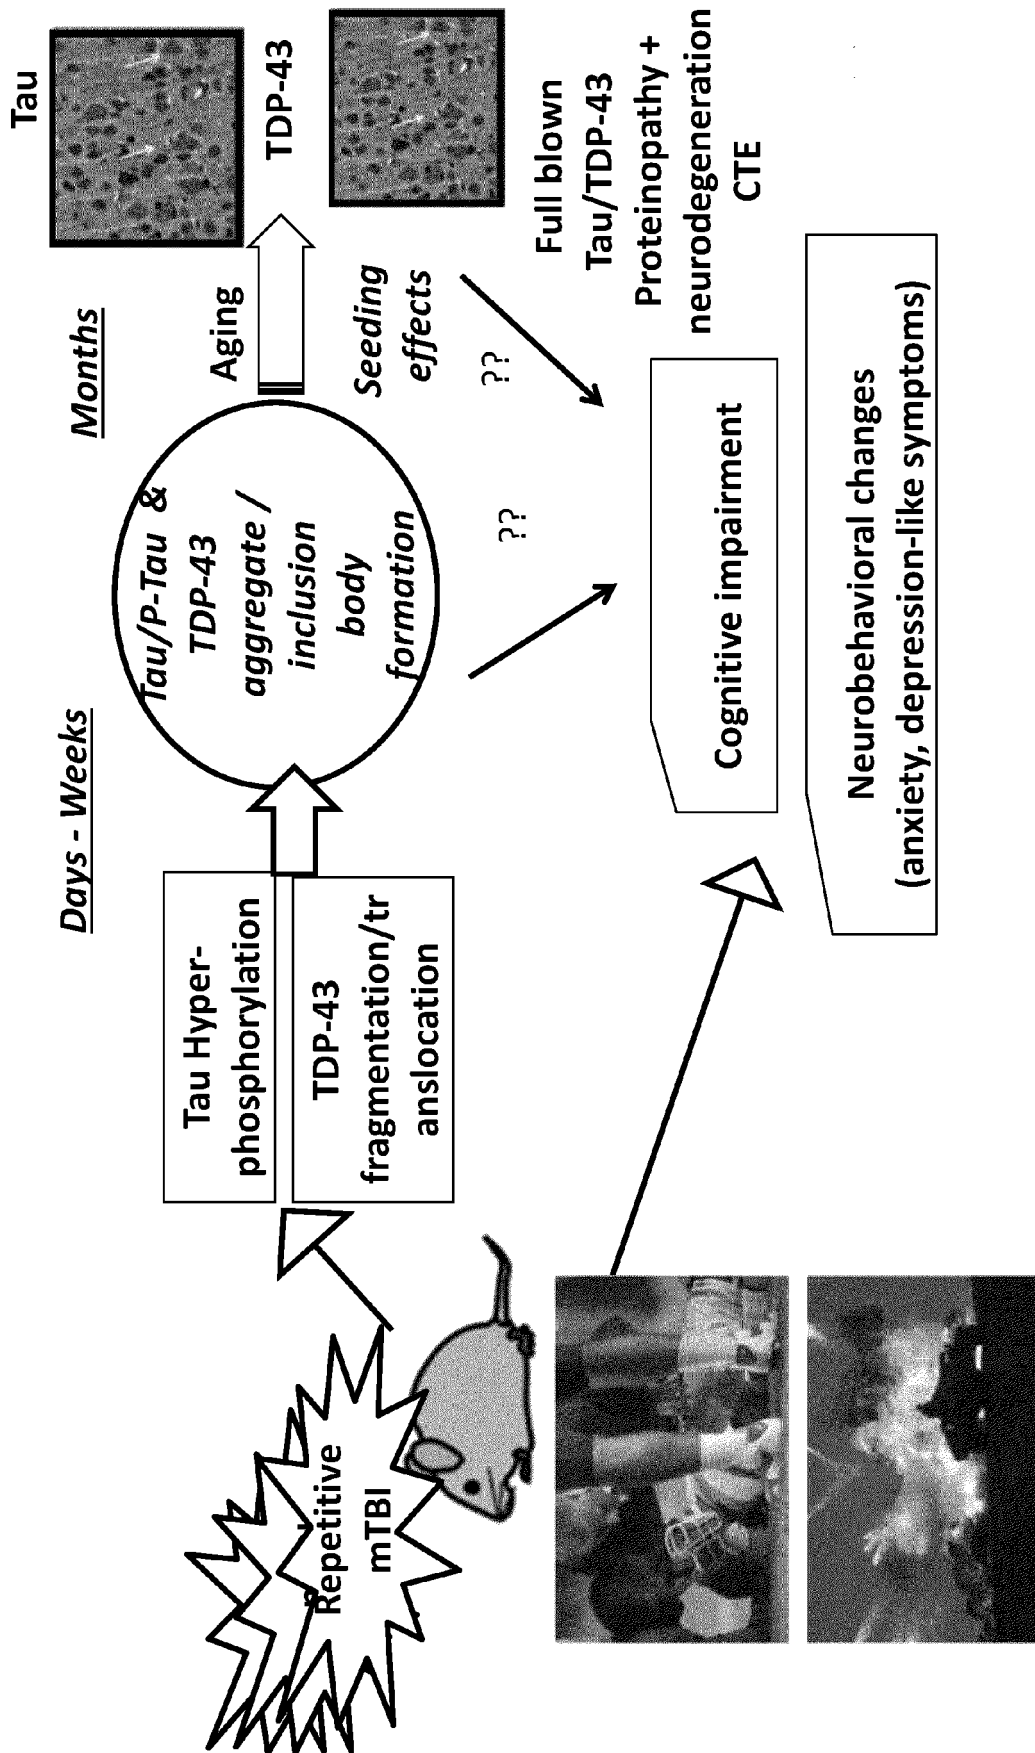 Repetitive
mTBI
Days - Weeks
Tau Hyper-
phosphorylation
TDP-43
fragmentation/tr
anslocation
Tau/P-Tau &
TDP-43
aggregate /
inclusion
body
formation
Months
Aging
Seeding
effects
??
??
Tau
TDP-43
Full blown
Tau/TDP-43
Proteinopathy +
neurodegeneration
CTE
Cognitive impairment
Neurobehavioral changes
(anxiety, depression-like symptoms)